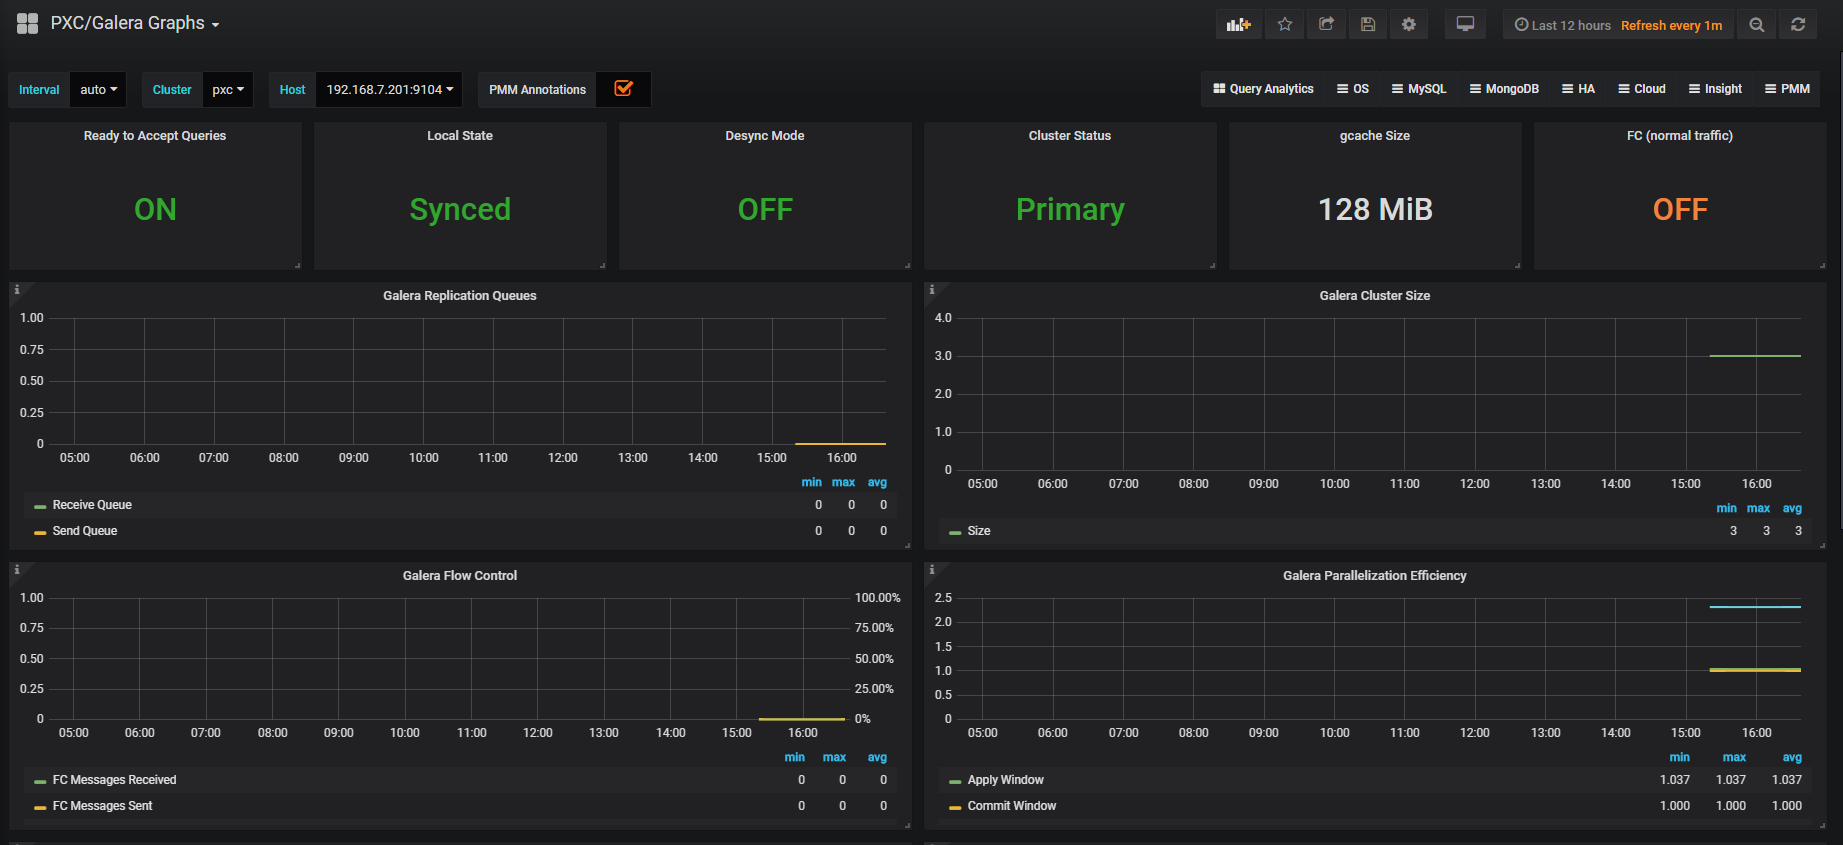 PXC/Galera Graphs
Last 12 hours Refresh every 1m
Interval auto Cluster pxc Host 192.168.7.201:9104 PMM Annotations Query Analytics OS MySQL MongoDB HA Cloud Insight PMM
Ready to Accept Queries
ON
Local State
Synced
Desync Mode
OFF
Cluster Status
Primary
gcache Size
128 MiB
FC (normal traffic)
OFF
Galera Replication Queues
1.00
0.75
0.50
0.25
0
05:00 06:00 07:00 08:00 09:00 10:00 11:00 12:00 13:00 14:00 15:00 16:00
min max avg
Receive Queue 0 0 0
Send Queue 0 0 0
Galera Cluster Size
4.0
3.0
2.0
1.0
0
05:00 06:00 07:00 08:00 09:00 10:00 11:00 12:00 13:00 14:00 15:00 16:00
min max avg
Size 3 3 3
Galera Flow Control
1.00 100.00%
0.75 75.00%
0.50 50.00%
0.25 25.00%
0 0%
05:00 06:00 07:00 08:00 09:00 10:00 11:00 12:00 13:00 14:00 15:00 16:00
min max avg
FC Messages Received 0 0 0
FC Messages Sent 0 0 0
Galera Parallelization Efficiency
2.5
2.0
1.5
1.0
0.5
0
05:00 06:00 07:00 08:00 09:00 10:00 11:00 12:00 13:00 14:00 15:00 16:00
min max avg
Apply Window 1.037 1.037 1.037
Commit Window 1.000 1.000 1.000